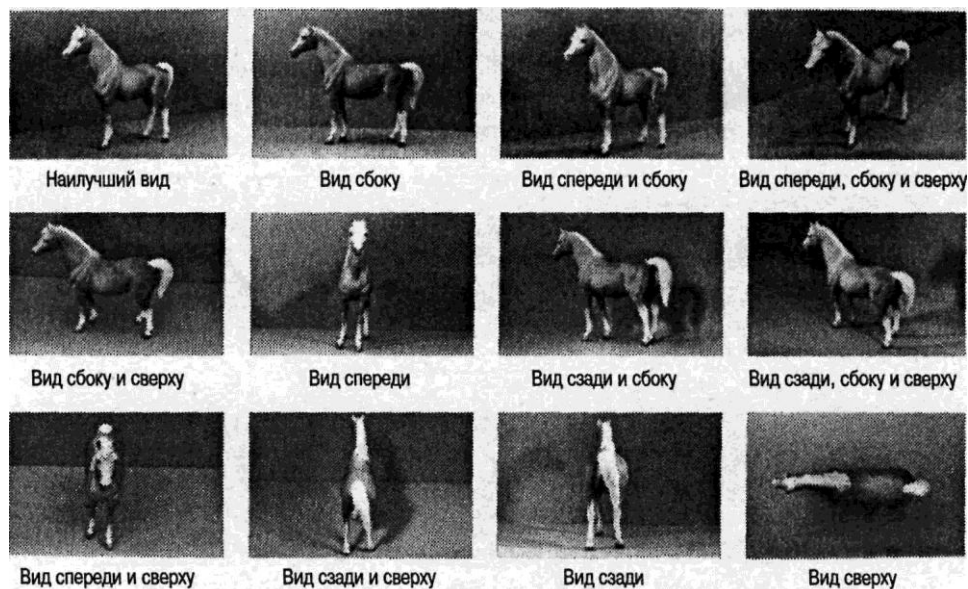 Наилучший вид
Вид сбоку
Вид спереди и сбоку
Вид спереди, сбоку и сверху
Вид сбоку и сверху
Вид спереди
Вид сзади и сбоку
Вид сзади, сбоку и сверху
Вид спереди и сверху
Вид сзади и сверху
Вид сзади
Вид сверху